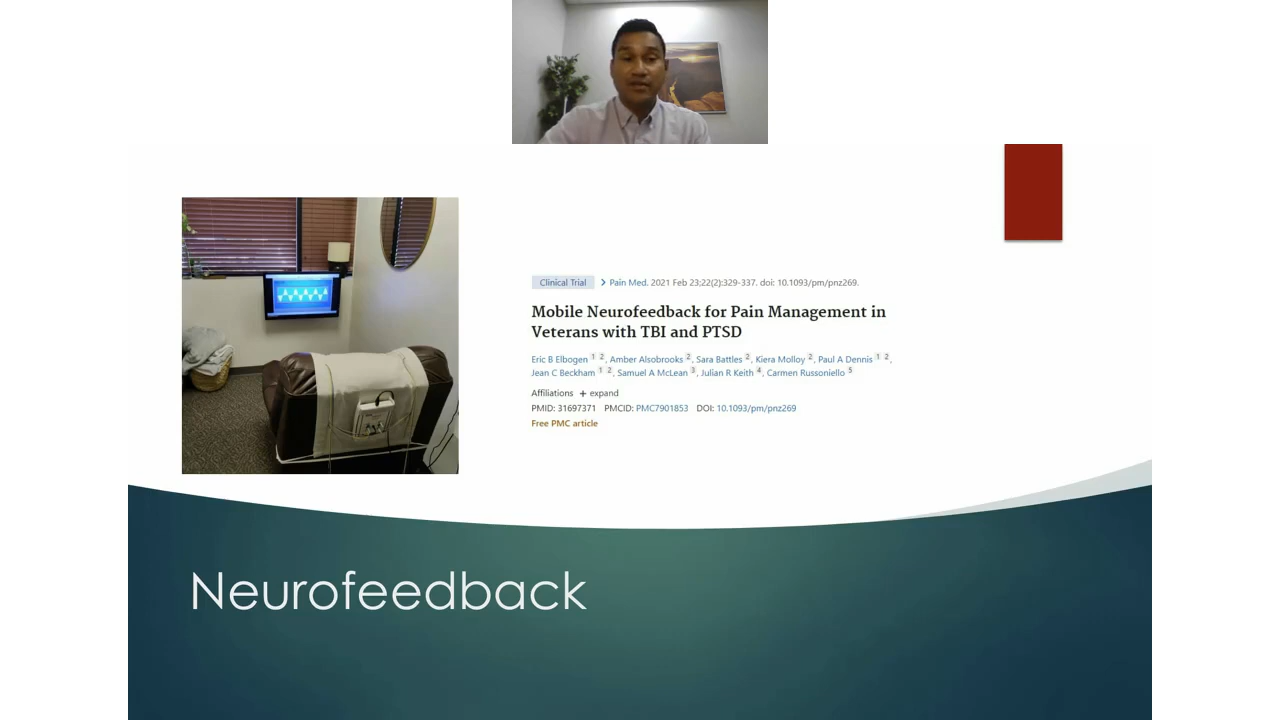 Clinical Trial > Pain Med. 2021 Feb 23;22(2):329-337. doi: 10.1093/pm/pnz269.
Mobile Neurofeedback for Pain Management in
Veterans with TBI and PTSD
Eric B Elbogen 1 2, Amber Alsobrooks 2, Sara Battles 2, Kiera Molloy 2, Paul A Dennis 1 2,
Jean C Beckham 1 2, Samuel A McLean 3, Julian R Keith 4, Carmen Russoniello 5
Affiliations + expand
PMID: 31697371 PMCID: PMC7901853 DOI: 10.1093/pm/pnz269
Free PMC article
Neurofeedback